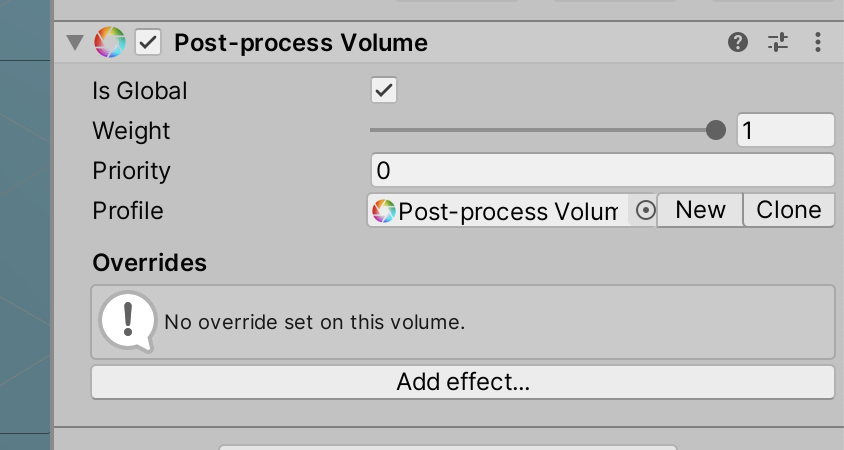 Post-process Volume
Is Global
Weight 1
Priority 0
Profile Post-process Volum New Clone
Overrides
No override set on this volume.
Add effect...